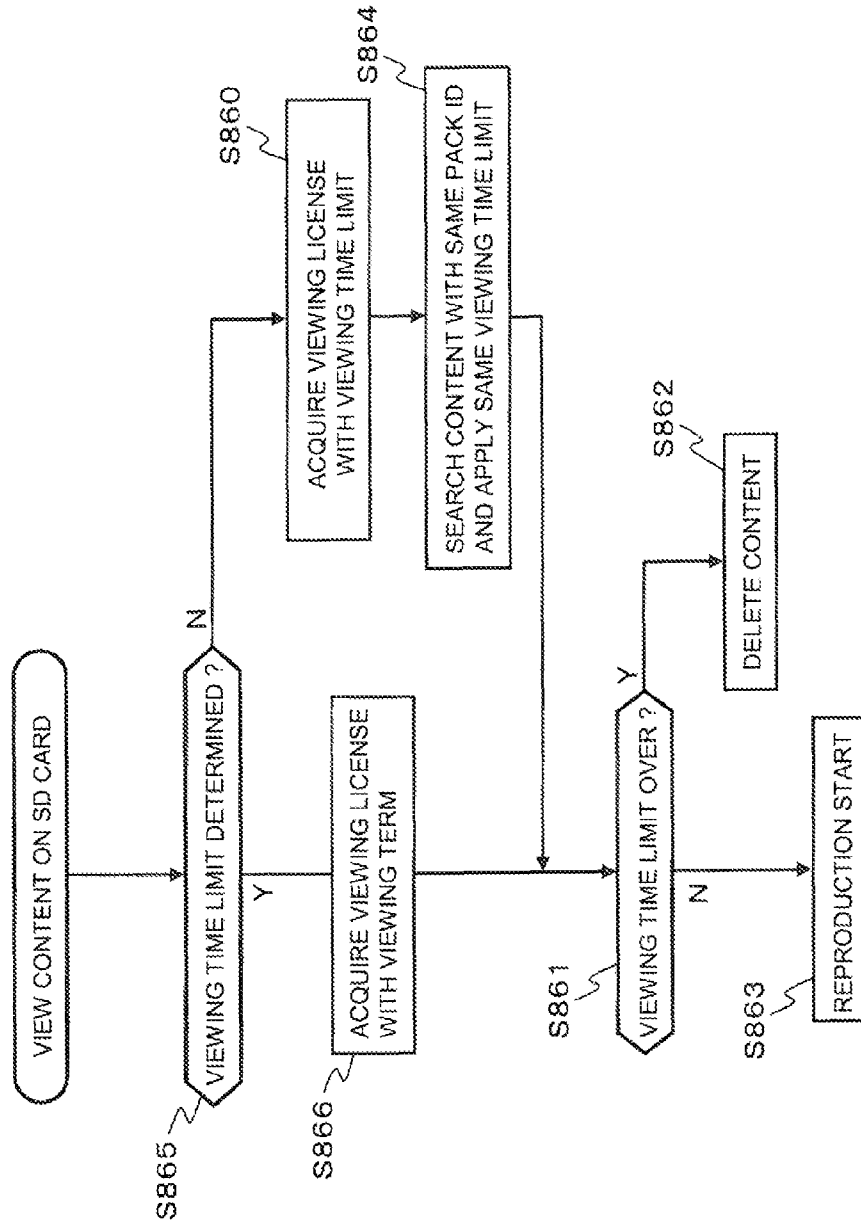 VIEW CONTENT ON SD CARD
S865
VIEWING TIME LIMIT DETERMINED ?
N
Y
S860
ACQUIRE VIEWING LICENSE
WITH VIEWING TIME LIMIT
S866
ACQUIRE VIEWING LICENSE
WITH VIEWING TERM
S864
SEARCH CONTENT WITH SAME PACK ID
AND APPLY SAME VIEWING TIME LIMIT
S861
VIEWING TIME LIMIT OVER ?
Y
N
S862
DELETE CONTENT
S863
REPRODUCTION START